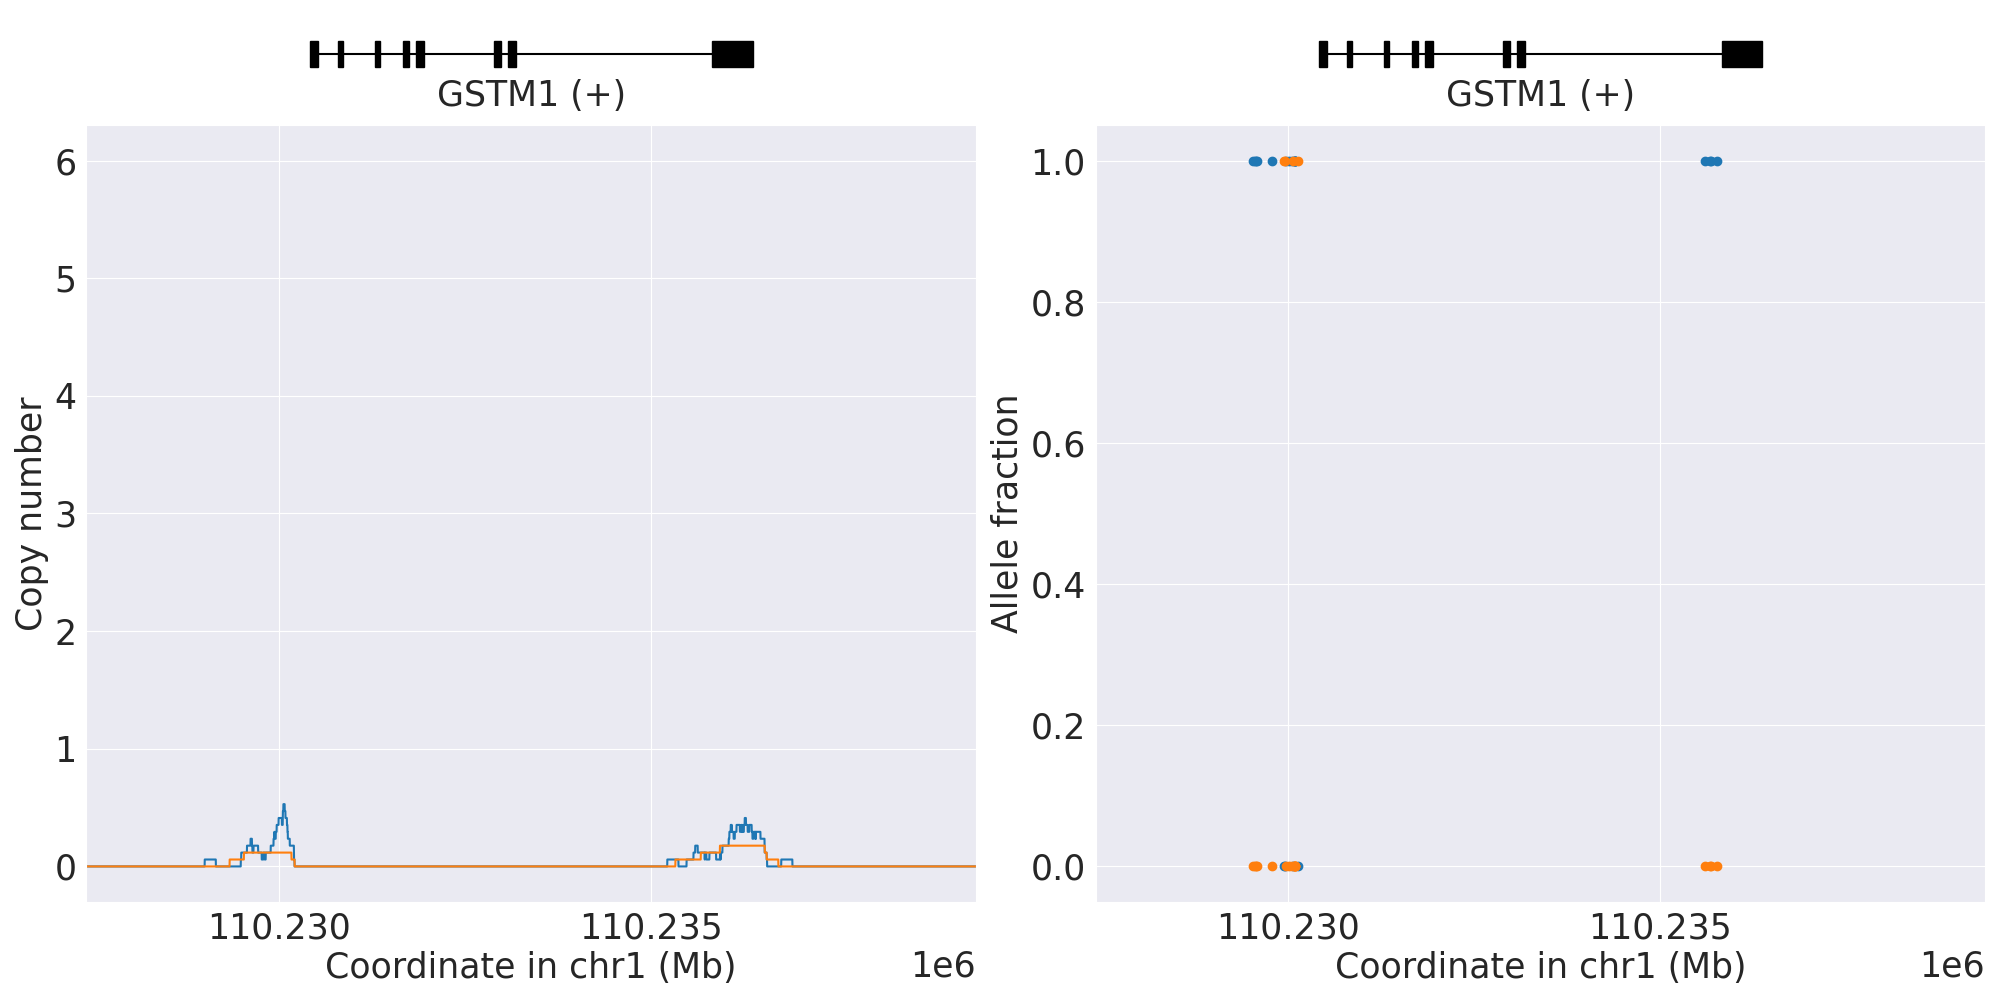 GSTM1 (+)
Copy number
6
5
4
3
2
1
0
110.230
110.235
Coordinate in chr1 (Mb)
1e6
GSTM1 (+)
Allele fraction
1.0
0.8
0.6
0.4
0.2
0.0
110.230
110.235
Coordinate in chr1 (Mb)
1e6